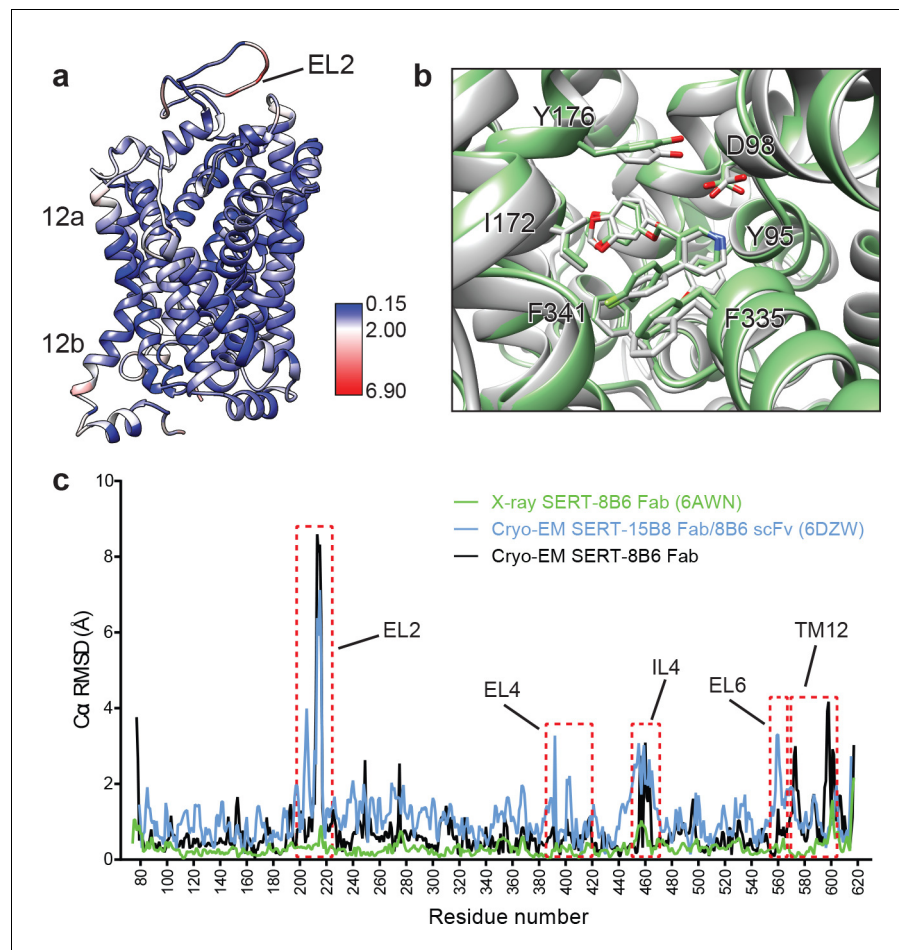 a
EL2
12a
12b
0.15
2.00
6.90
b
Y176
D98
I172
Y95
F341
F335
c
X-ray SERT-8B6 Fab (6AWN)
Cryo-EM SERT-15B8 Fab/8B6 scFv (6DZW)
Cryo-EM SERT-8B6 Fab
10
8
6
4
2
0
Cα RMSD (Å)
EL2
EL4
IL4
EL6
TM12
80 100 120 140 160 180 200 220 240 260 280 300 320 340 360 380 400 420 440 460 480 500 520 540 560 580 600 620
Residue number